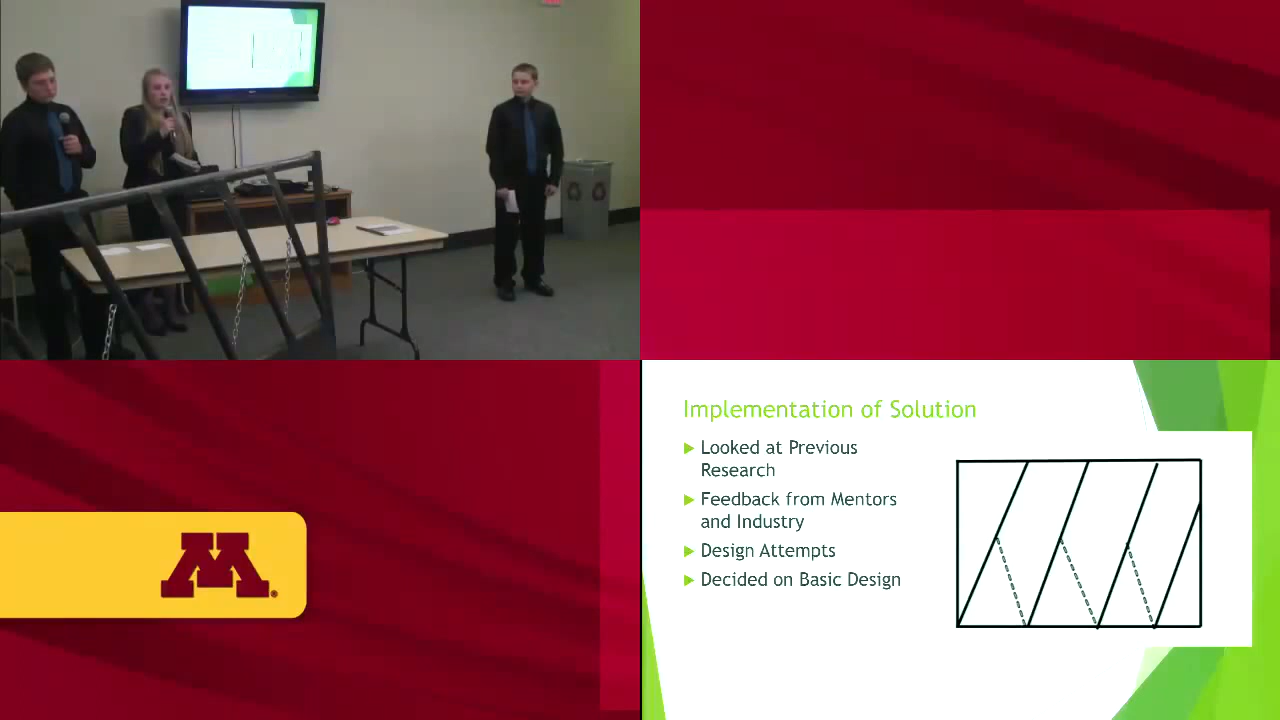 Implementation of Solution
Looked at Previous
Research
Feedback from Mentors
and Industry
Design Attempts
Decided on Basic Design
M